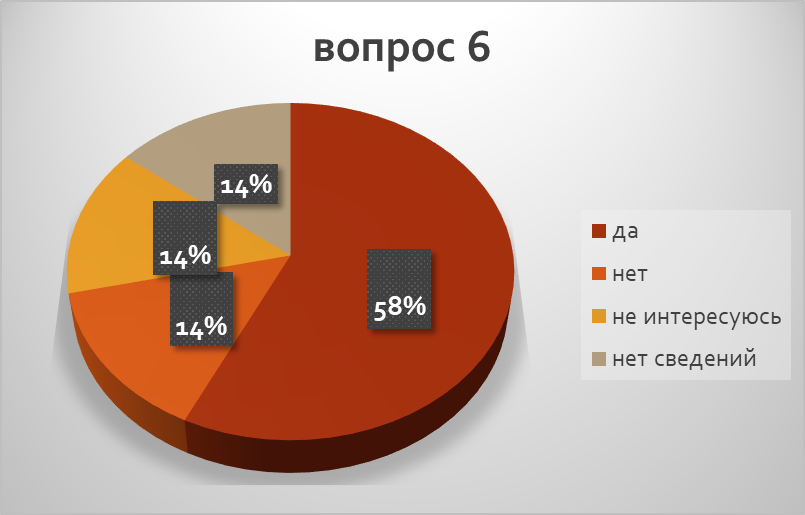 вопрос 6
14%
14%
14%
58%
да
нет
не интересуюсь
нет сведений